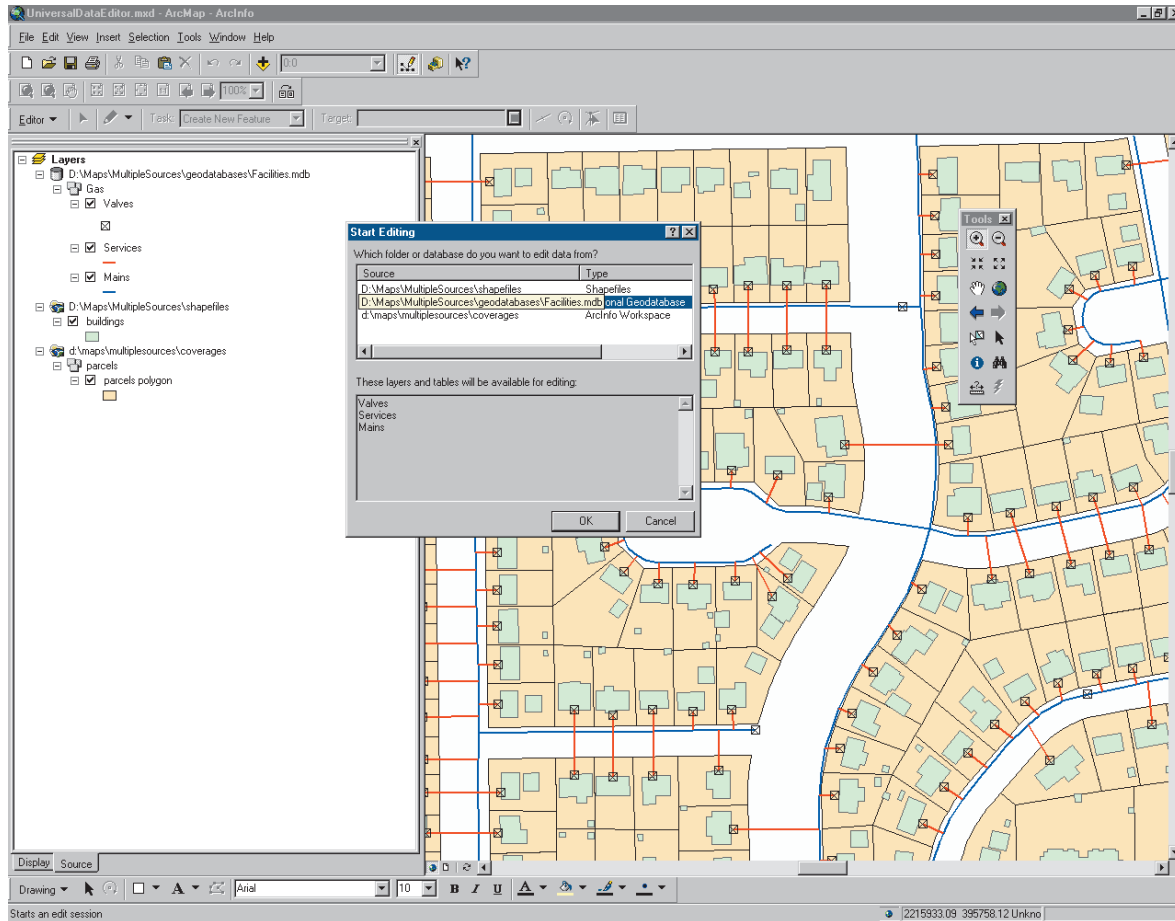 UniversalDataEditor.mxd - ArcMap - ArcInfo
File Edit View Insert Selection Tools Window Help
0:0
100%
Editor Task: Create New Feature Target:
Layers
D:\Maps\MultipleSources\geodatabases\Facilities.mdb
Gas
Valves
Services
Mains
D:\Maps\MultipleSources\shapefiles
buildings
d:\maps\multiplesources\coverages
parcels
parcels polygon
Start Editing
Which folder or database do you want to edit data from?
Source Type
D:\Maps\MultipleSources\shapefiles Shapefiles
D:\Maps\MultipleSources\geodatabases\Facilities.mdb onal Geodatabase
d:\maps\multiplesources\coverages ArcInfo Workspace
These layers and tables will be available for editing:
Valves
Services
Mains
OK Cancel
Tools
Display Source
Drawing A Arial 10 B I U A
Starts an edit session 2215933.09 395758.12 Unkno